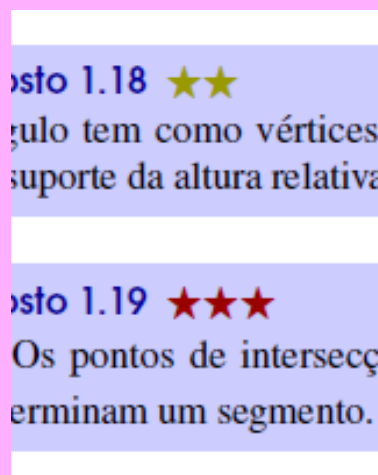 osto 1.18 ★★
gulo tem como vértices
suporte da altura relativa
osto 1.19 ★★★
Os pontos de intersecç
erminam um segmento.